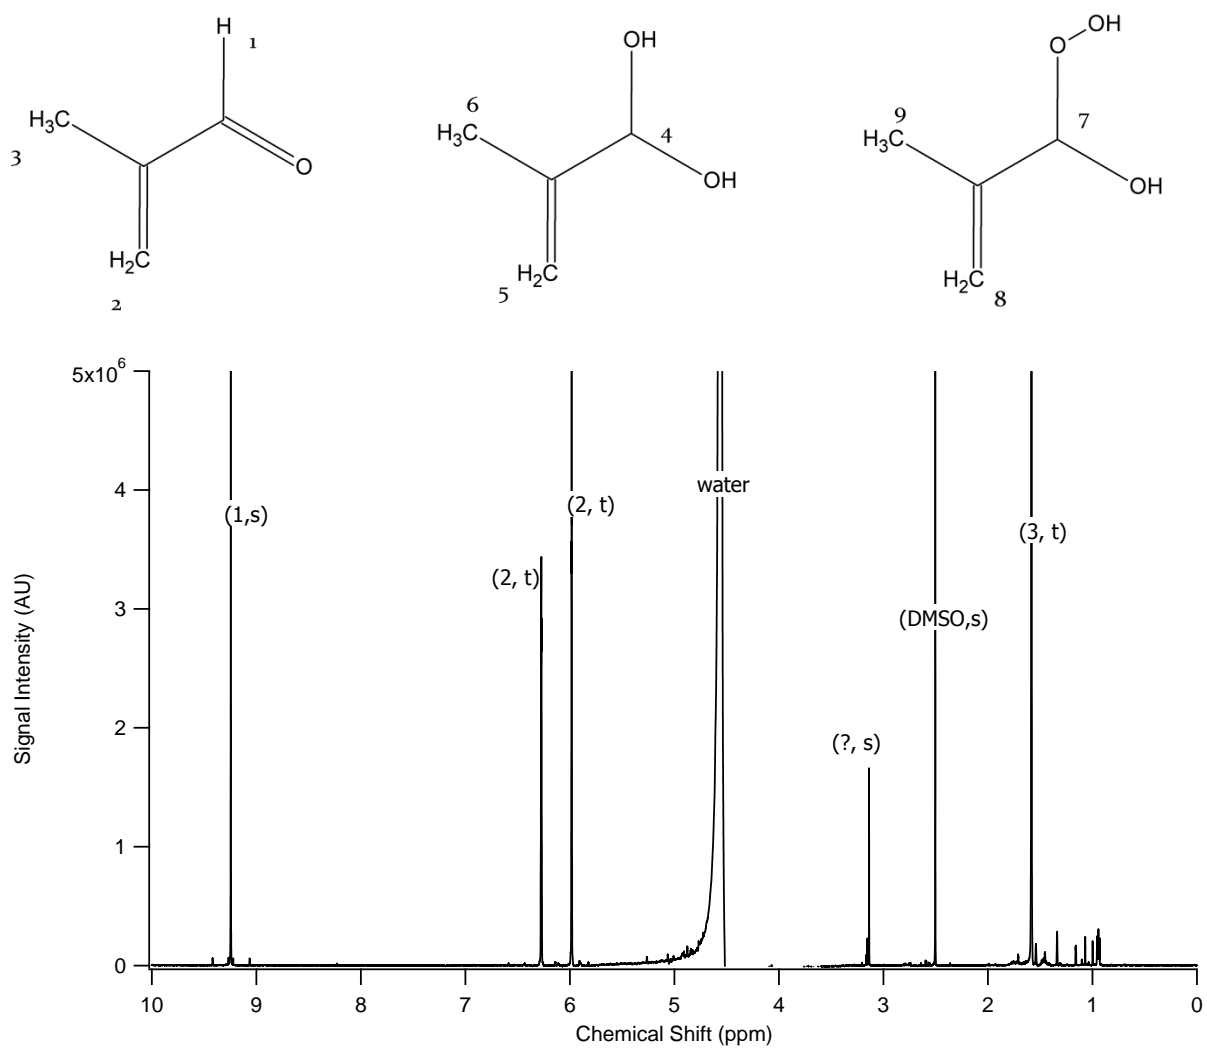 H
1
H₃C
3
O
H₂C
2
OH
6
H₃C
4
OH
H₂C
5
OH
O
9
H₃C
7
OH
H₂C
8
5x10⁶
4
3
2
1
0
Signal Intensity (AU)
(1,s)
(2, t)
(2, t)
water
(?, s)
(DMSO,s)
(3, t)
10 9 8 7 6 5 4 3 2 1 0
Chemical Shift (ppm)